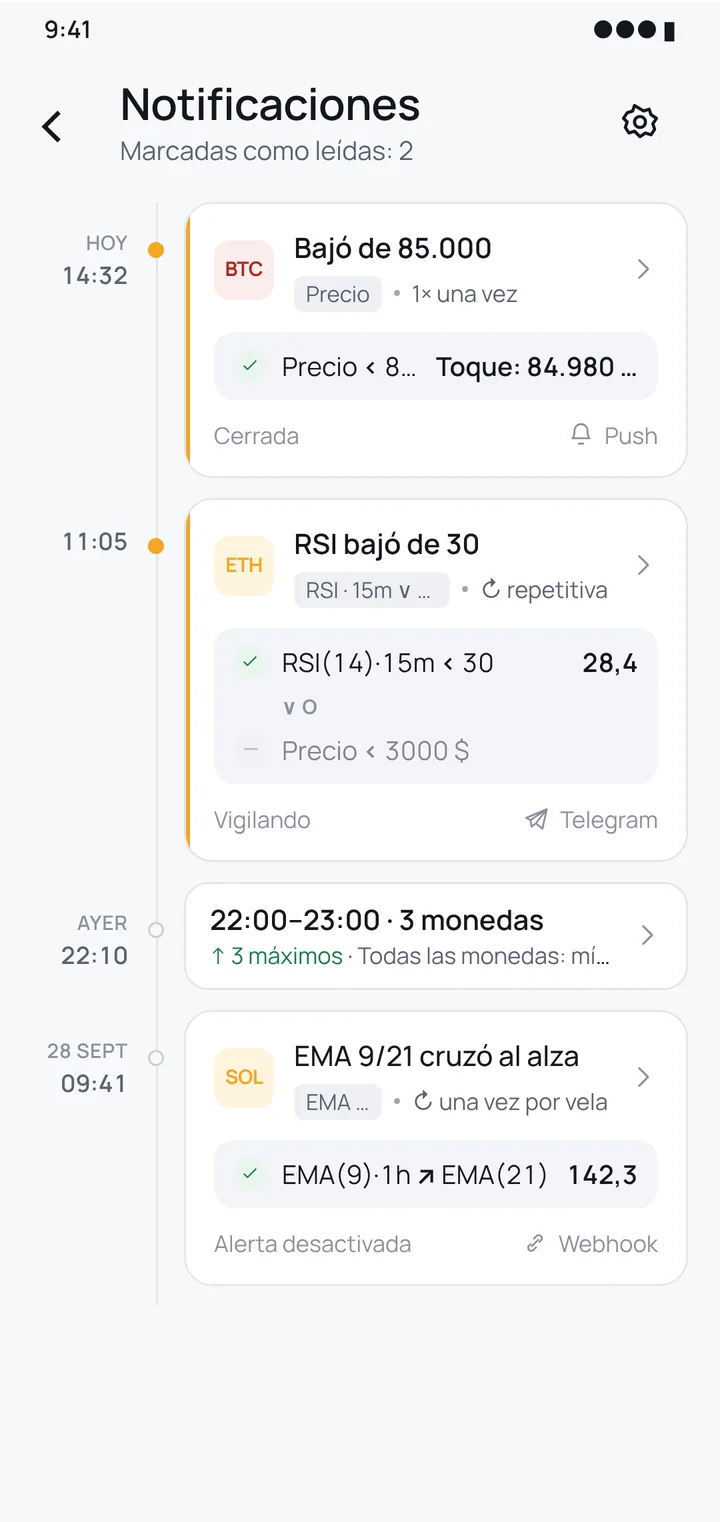 9:41
Notificaciones
Marcadas como leídas: 2
HOY
14:32
BTC
Bajó de 85.000
Precio • 1× una vez
Precio < 8… Toque: 84.980 …
Cerrada
Push
11:05
ETH
RSI bajó de 30
RSI · 15m ∨ … • ↻ repetitiva
RSI(14)·15m < 30 28,4
∨ O
Precio < 3000 $
Vigilando
Telegram
AYER
22:10
22:00–23:00 · 3 monedas
↑ 3 máximos · Todas las monedas: mí…
28 SEPT
09:41
SOL
EMA 9/21 cruzó al alza
EMA … • ↻ una vez por vela
EMA(9)·1h ↗ EMA(21) 142,3
Alerta desactivada
Webhook